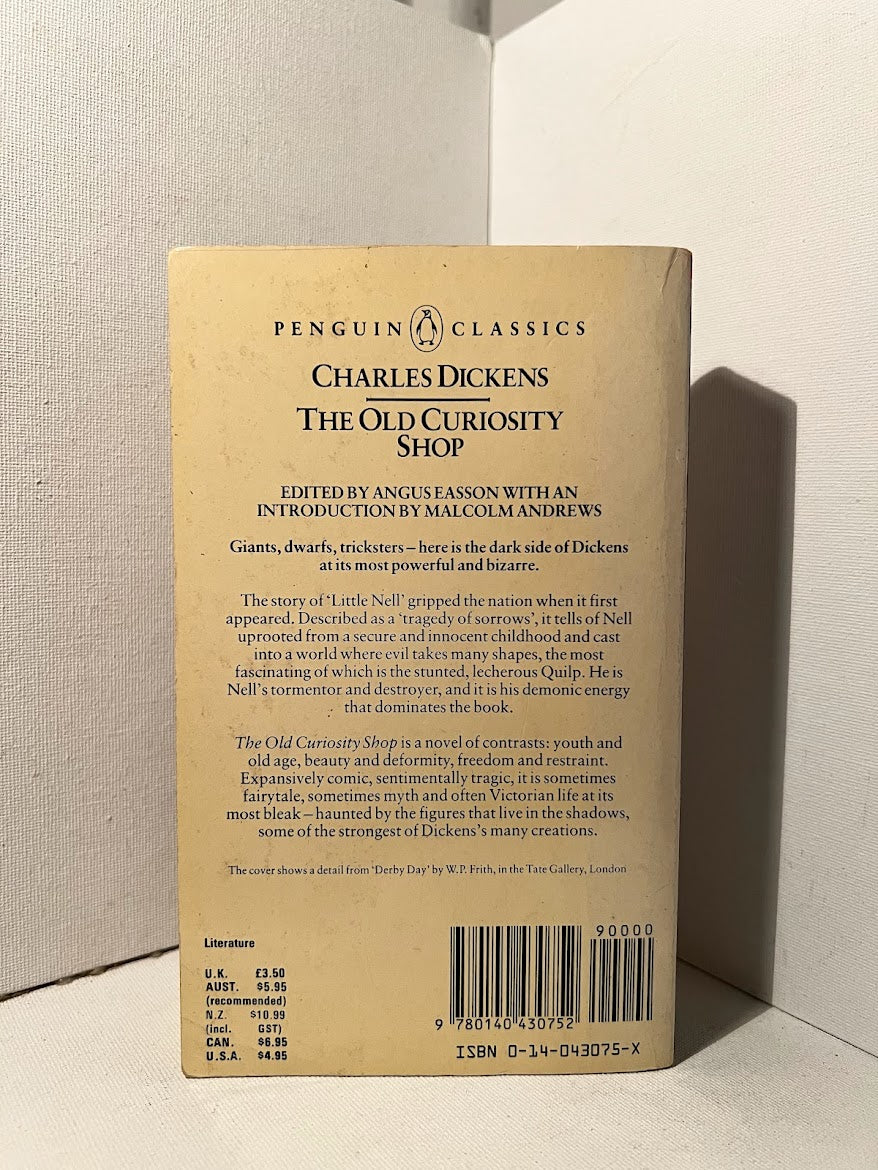 PENGUIN CLASSICS
CHARLES DICKENS
THE OLD CURIOSITY
SHOP
EDITED BY ANGUS EASSON WITH AN
INTRODUCTION BY MALCOLM ANDREWS
Giants, dwarfs, tricksters – here is the dark side of Dickens
at its most powerful and bizarre.
The story of ‘Little Nell’ gripped the nation when it first
appeared. Described as a ‘tragedy of sorrows’, it tells of Nell
uprooted from a secure and innocent childhood and cast
into a world where evil takes many shapes, the most
fascinating of which is the stunted, lecherous Quilp. He is
Nell’s tormentor and destroyer, and it is his demonic energy
that dominates the book.
The Old Curiosity Shop is a novel of contrasts: youth and
old age, beauty and deformity, freedom and restraint.
Expansively comic, sentimentally tragic, it is sometimes
fairytale, sometimes myth and often Victorian life at its
most bleak – haunted by the figures that live in the shadows,
some of the strongest of Dickens’s many creations.
The cover shows a detail from ‘Derby Day’ by W.P. Frith, in the Tate Gallery, London
Literature
U.K. £3.50
AUST. $5.95
(recommended)
N.Z. $10.99
(incl. GST)
CAN. $6.95
U.S.A. $4.95
90000
9 780140 430752
ISBN 0-14-043075-X